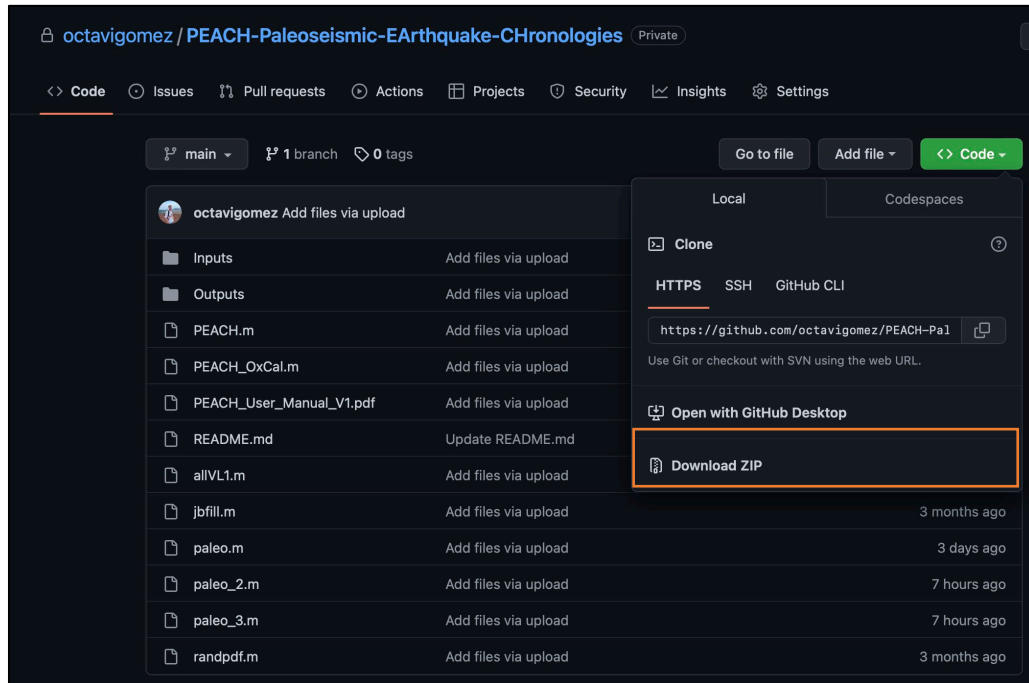 octavigomez / PEACH-Paleoseismic-EArthquake-CHronologies Private
<> Code Issues Pull requests Actions Projects Security Insights Settings
main 1 branch 0 tags Go to file Add file <> Code
Local Codespaces
octavigomez Add files via upload
Clone
Inputs Add files via upload
HTTPS SSH GitHub CLI
Outputs Add files via upload
PEACH.m Add files via upload
https://github.com/octavigomez/PEACH-Pal
Use Git or checkout with SVN using the web URL.
PEACH_OxCal.m Add files via upload
PEACH_User_Manual_V1.pdf Add files via upload
Open with GitHub Desktop
README.md Update README.md
Download ZIP
allVL1.m Add files via upload
jbfill.m Add files via upload 3 months ago
paleo.m Add files via upload 3 days ago
paleo_2.m Add files via upload 7 hours ago
paleo_3.m Add files via upload 7 hours ago
randpdf.m Add files via upload 3 months ago